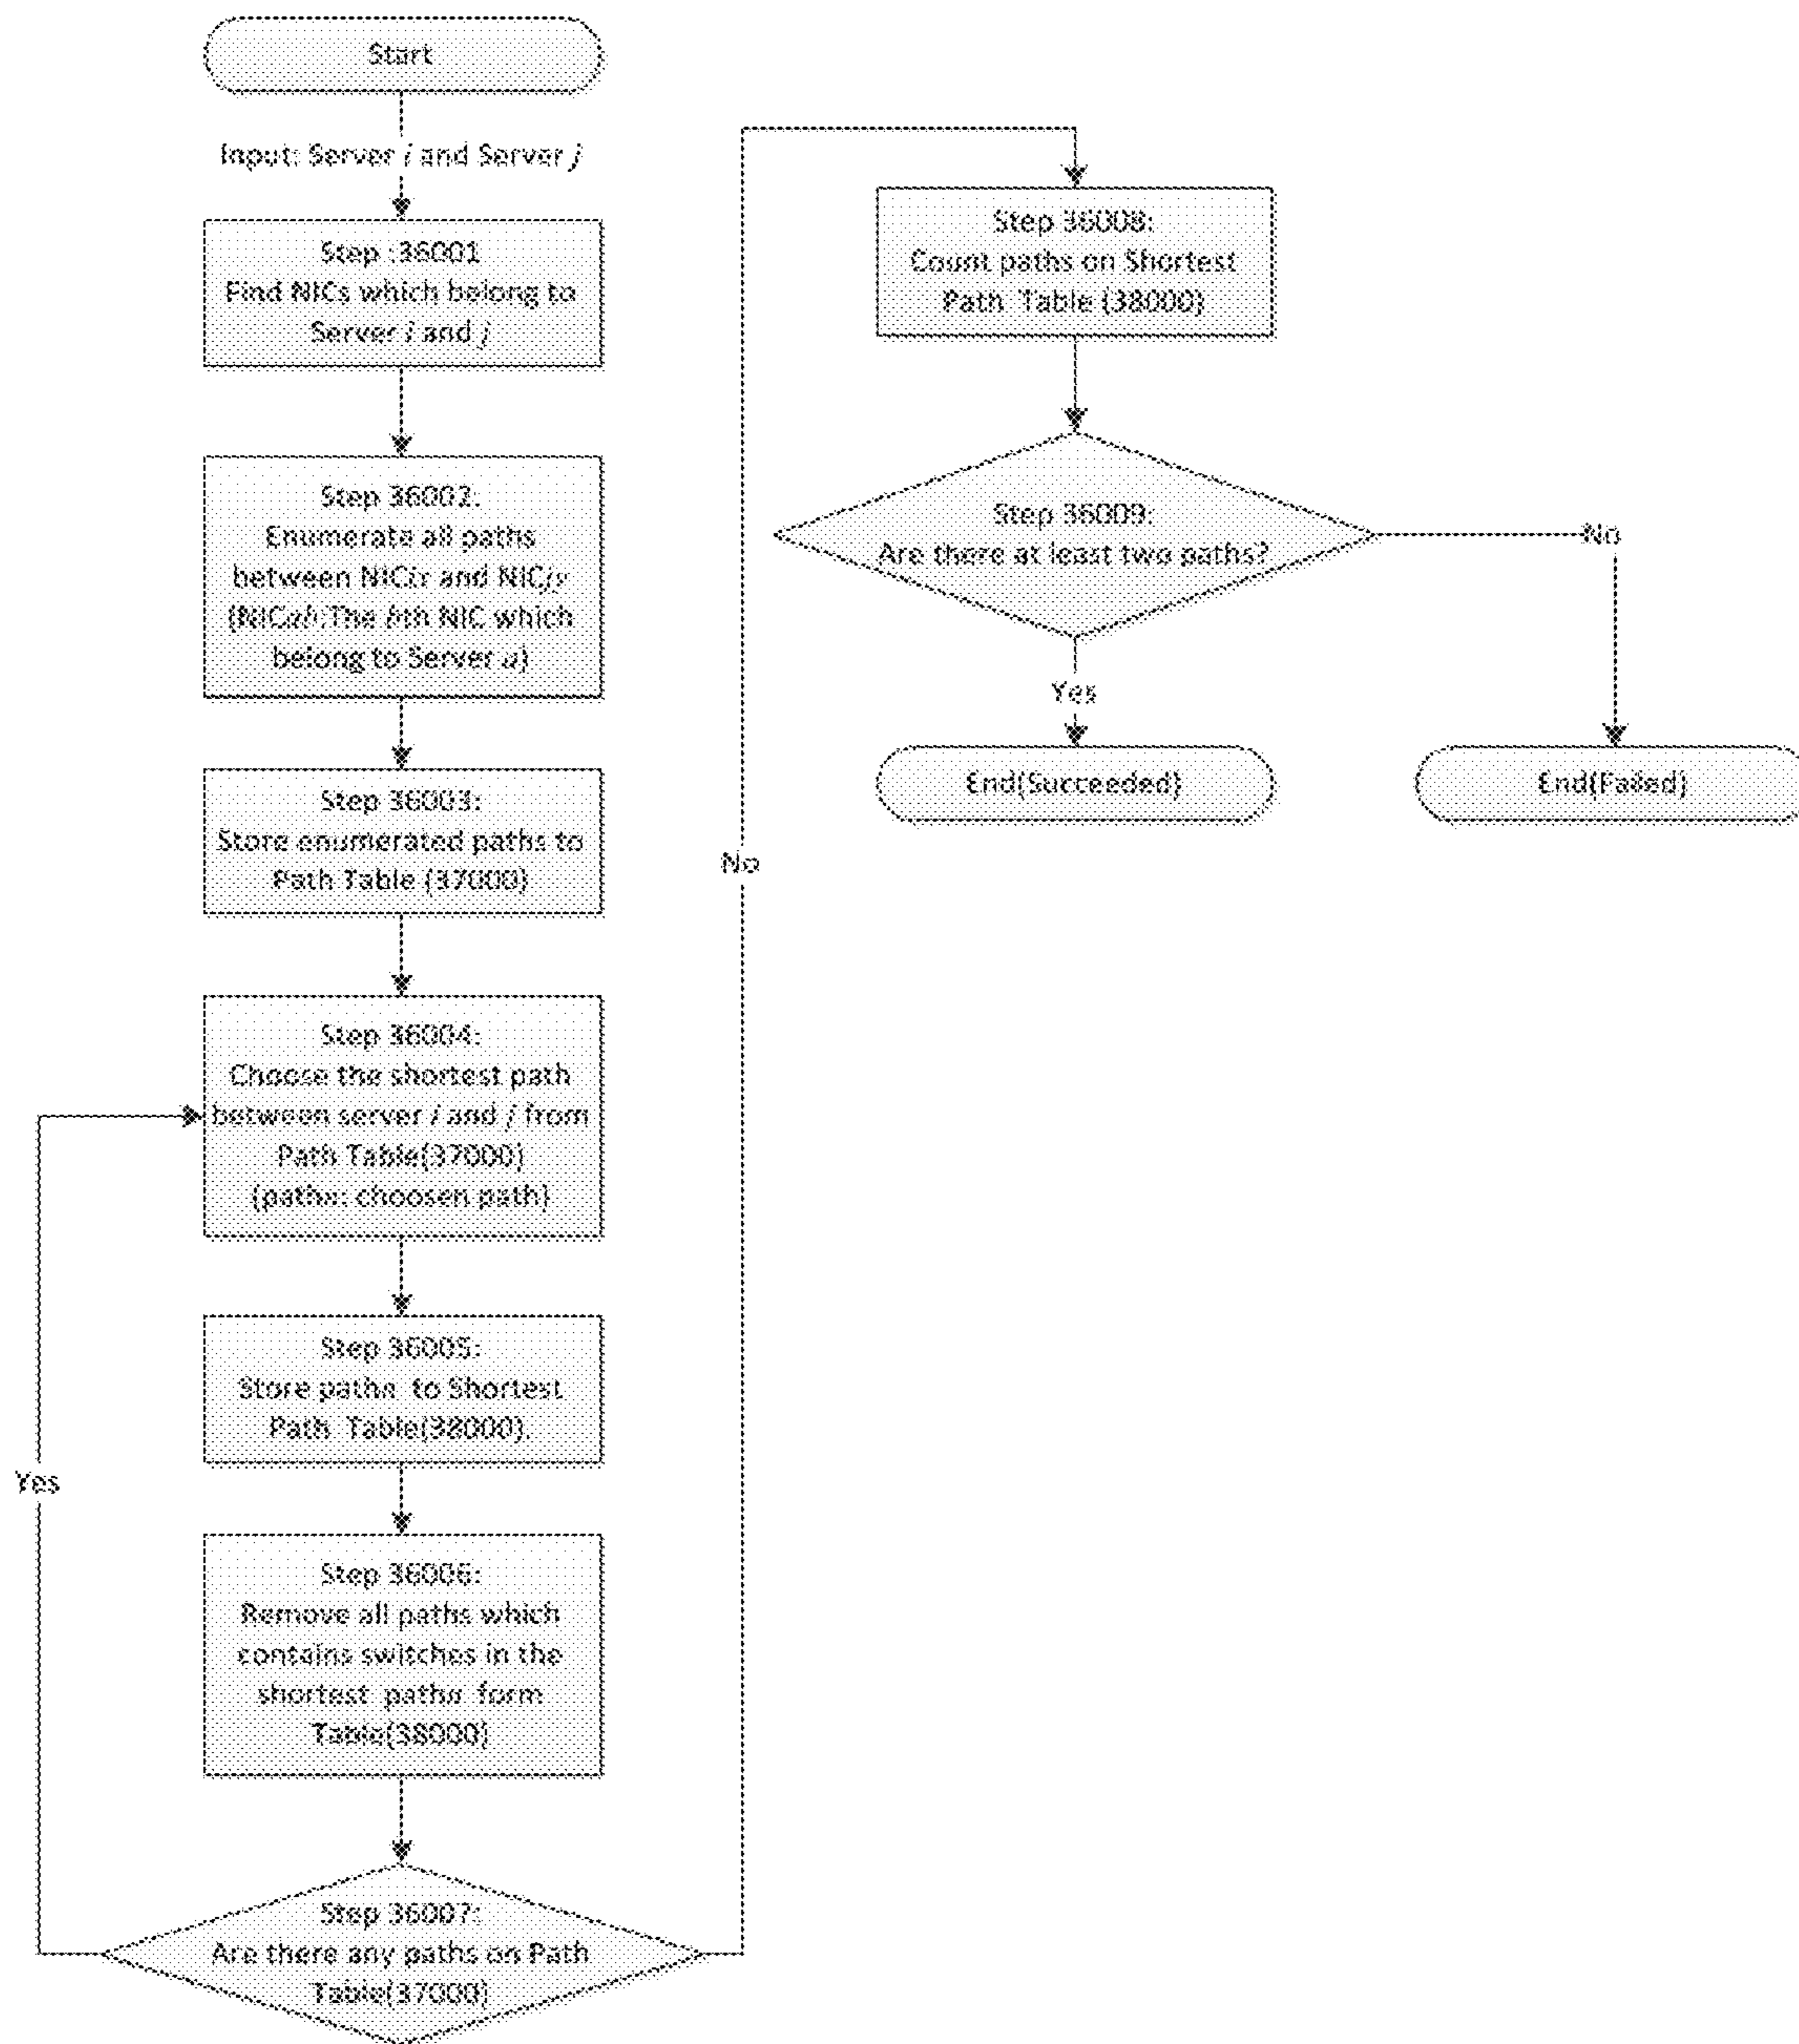 Start
Input: Server i and Server j
Step :36001
Find NICs which belong to
Server i and j
Step 36002:
Enumerate all paths
between NICix and NICjy
(NICab:The bth NIC which
belong to Server a)
Step 36003:
Store enumerated paths to
Path Table (37000)
Step 36004:
Choose the shortest path
between server i and j from
Path Table(37000)
(pathα: choosen path)
Step 36005:
Store pathα to Shortest
Path Table(38000).
Step 36006:
Remove all paths which
contains switches in the
shortest pathα form
Table(38000)
Yes
Step 36007:
Are there any paths on Path
Table(37000)
No
Step 36008:
Count paths on Shortest
Path Table (38000)
Step 36009:
Are there at least two paths?
No
Yes
End(Succeeded)
End(Failed)